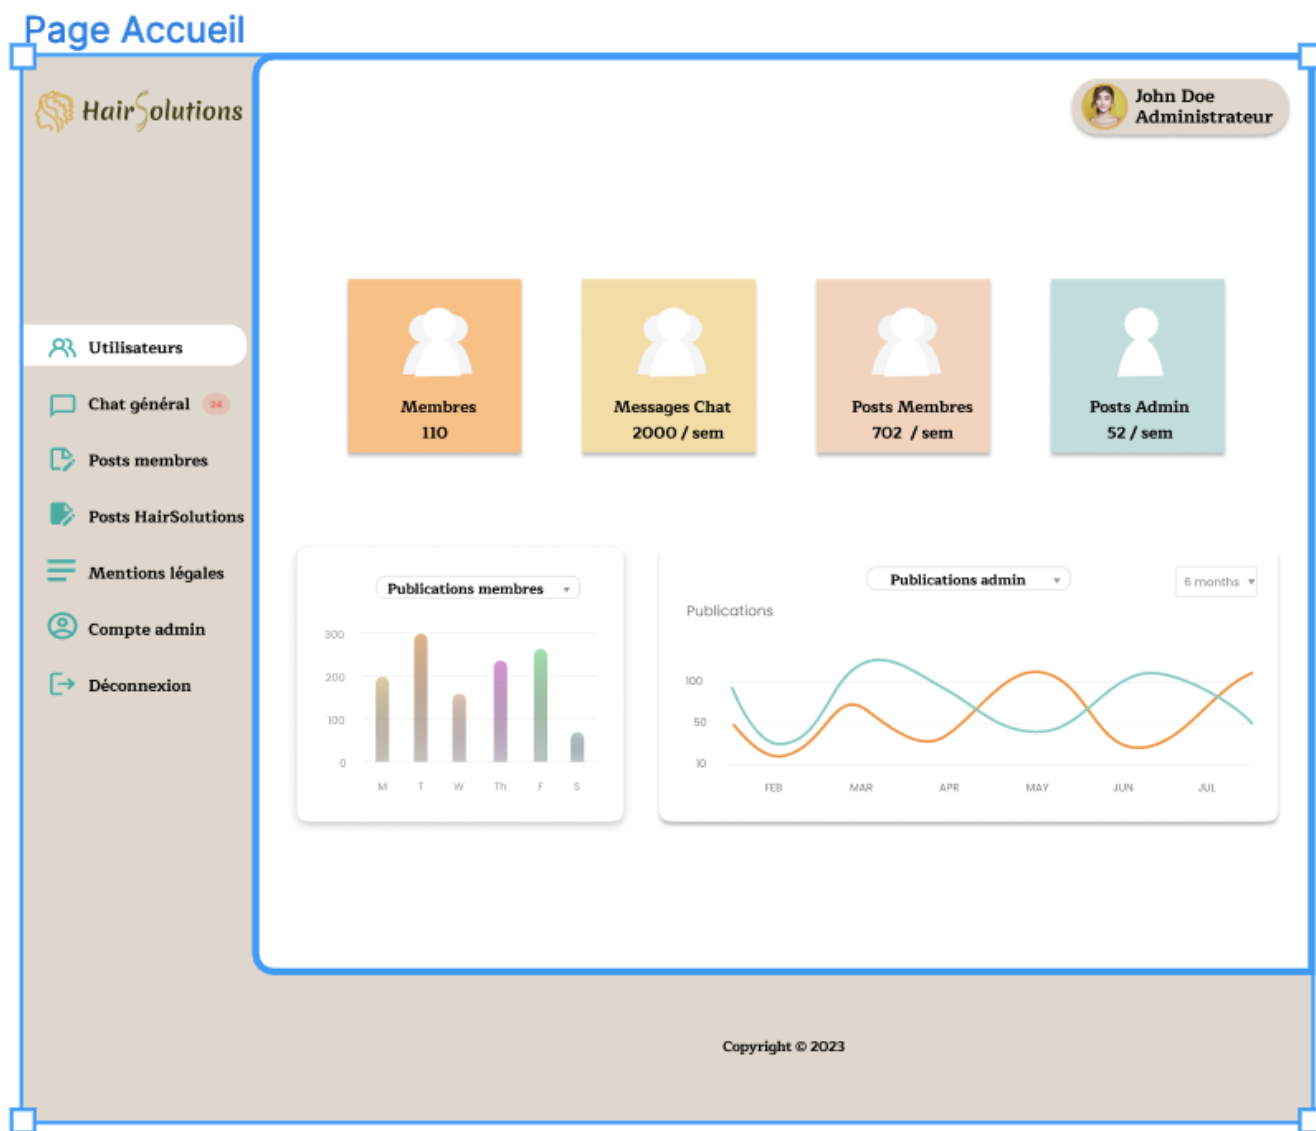 Page Accueil
HairSolutions
John Doe
Administrateur
Utilisateurs
Chat général 24
Posts membres
Posts HairSolutions
Mentions légales
Compte admin
Déconnexion
Membres
110
Messages Chat
2000 / sem
Posts Membres
702 / sem
Posts Admin
52 / sem
Publications membres
300
200
100
0
M T W Th F S
Publications admin
6 months
Publications
100
50
10
FEB MAR APR MAY JUN JUL
Copyright © 2023